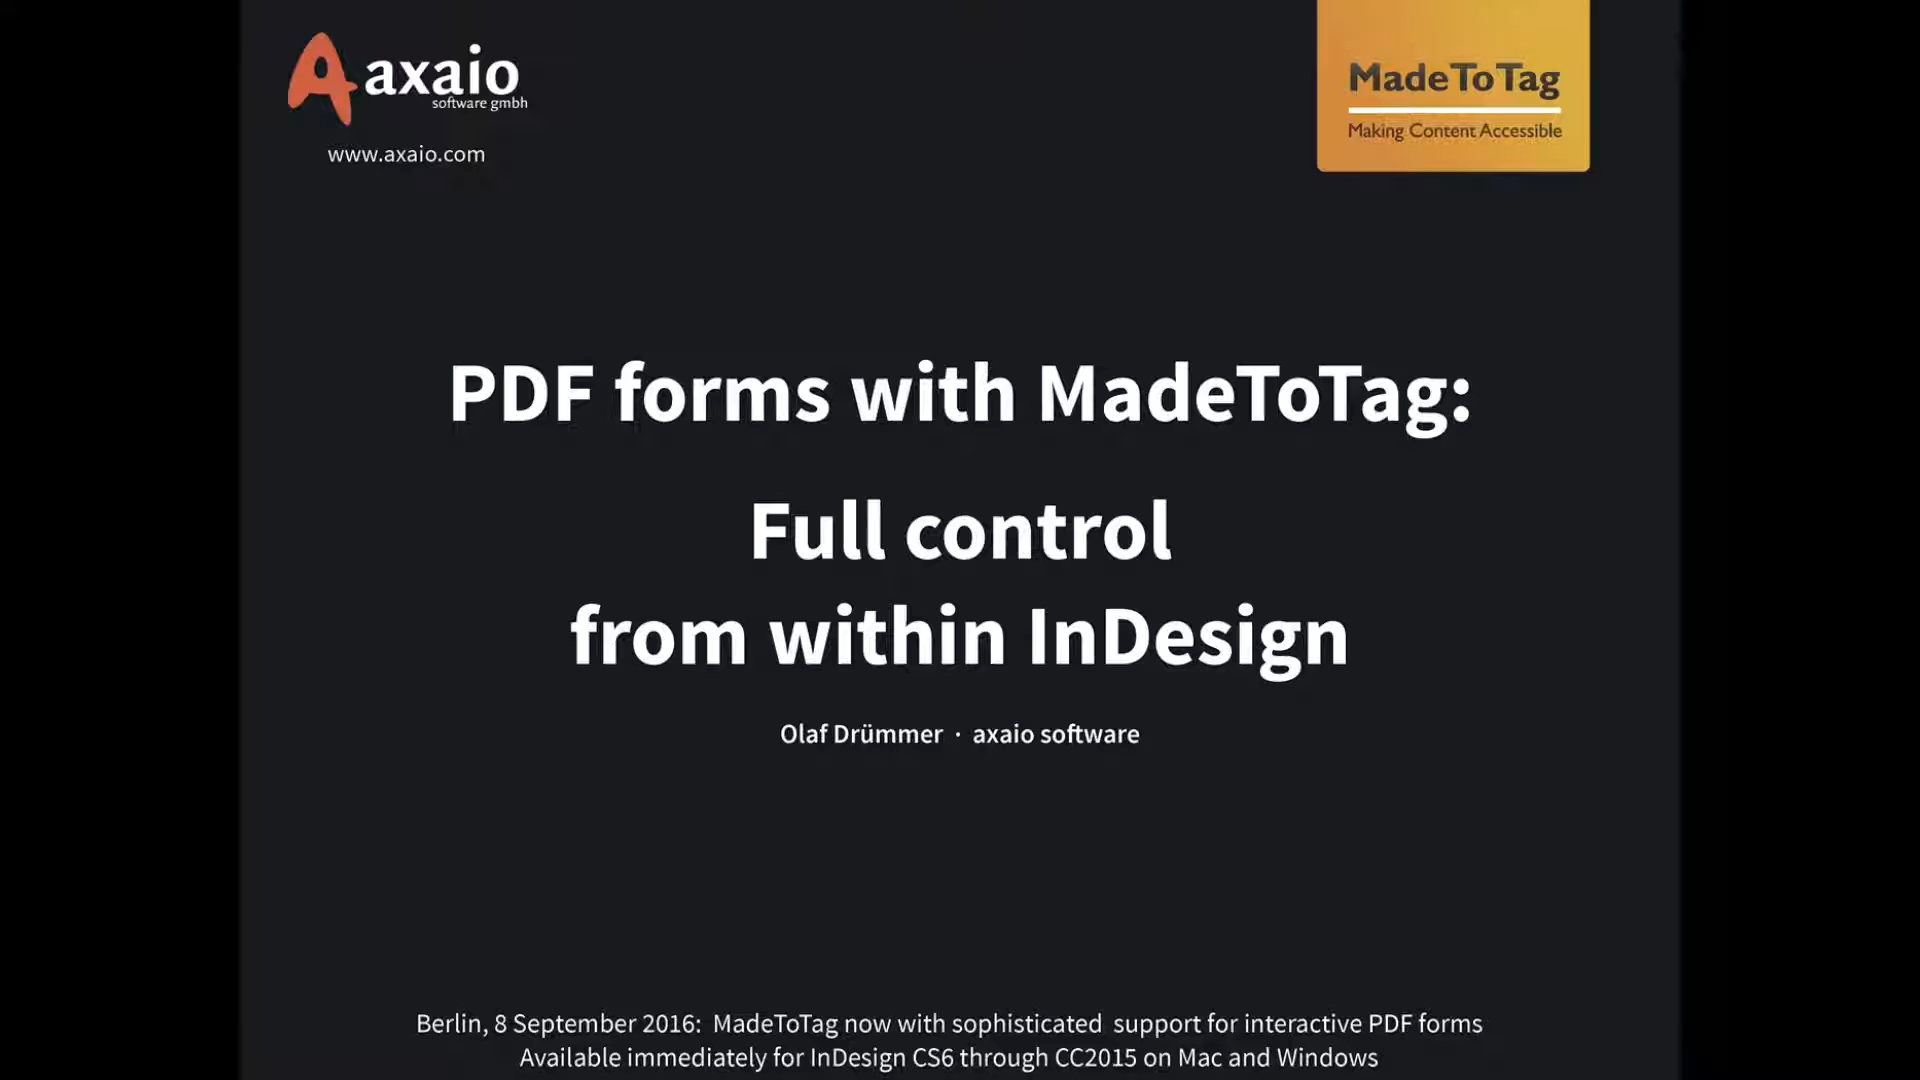 axaio
software gmbh
www.axaio.com
MadeToTag
Making Content Accessible
PDF forms with MadeToTag:
Full control
from within InDesign
Olaf Drümmer · axaio software
Berlin, 8 September 2016: MadeToTag now with sophisticated support for interactive PDF forms
Available immediately for InDesign CS6 through CC2015 on Mac and Windows